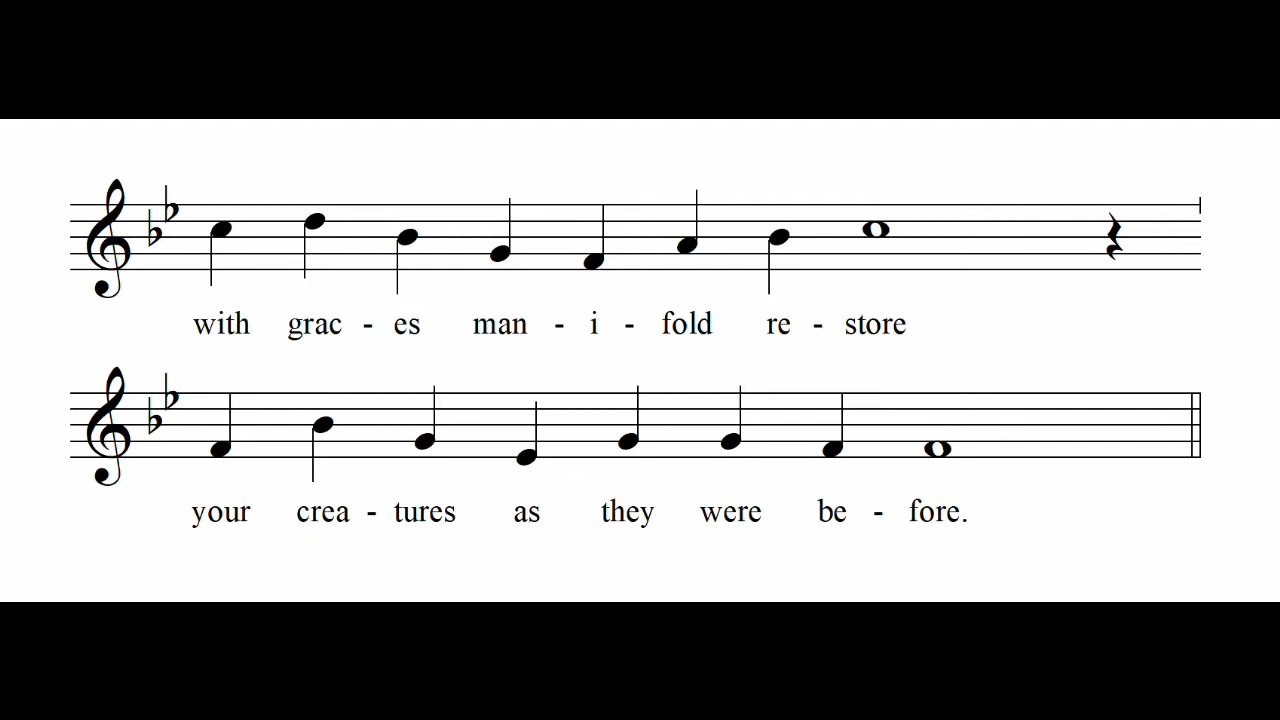 with grac - es man - i - fold re - store
your crea - tures as they were be - fore.